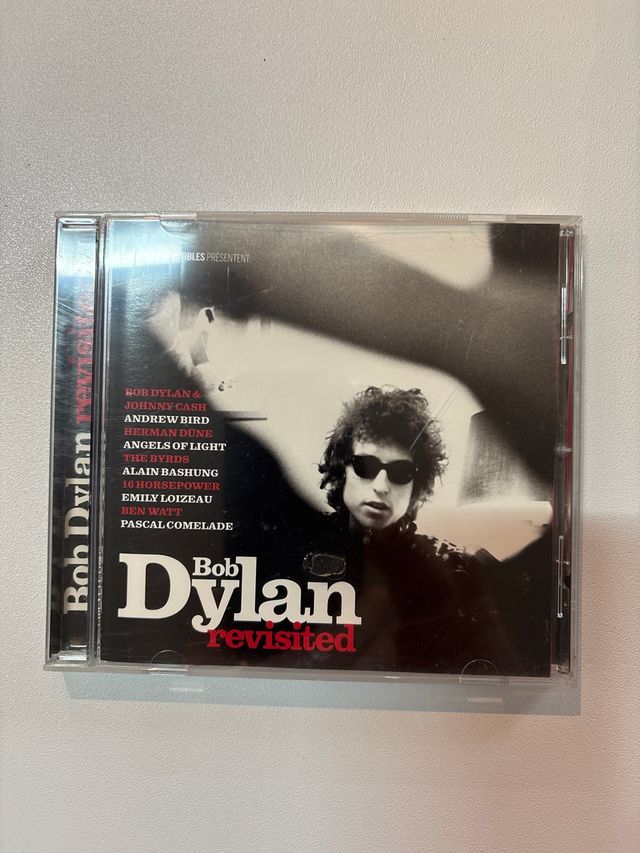 PRÉSENTENT
BOB DYLAN &
JOHNNY CASH
ANDREW BIRD
HERMAN DÜNE
ANGELS OF LIGHT
THE BYRDS
ALAIN BASHUNG
16 HORSEPOWER
EMILY LOIZEAU
BEN WATT
PASCAL COMELADE
Bob
Dylan
revisited
Bob Dylan revisited